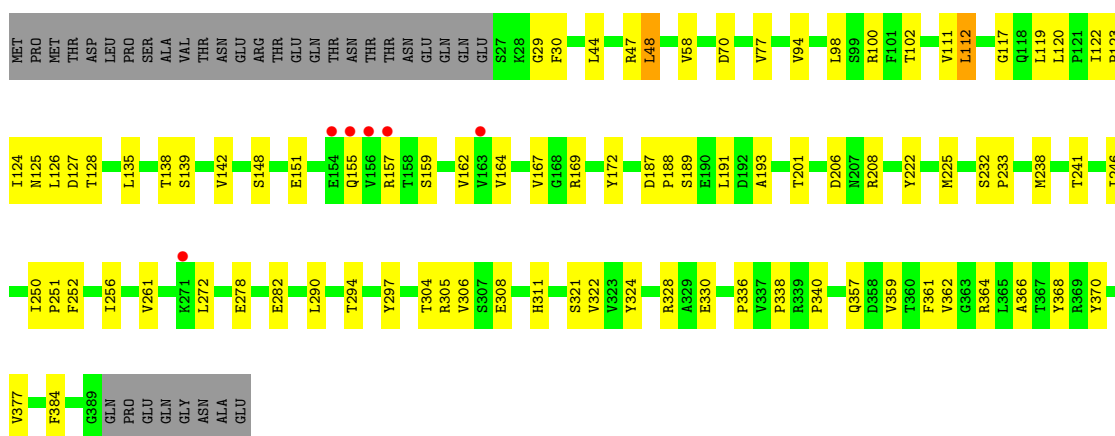 MET PRO MET THR ASP LEU PRO SER ALA VAL THR ASN GLU ARG THR GLU GLN THR ASN THR THR ASN GLU GLN GLN GLU S27 K28 G29 F30 L44 R47 L48 V58 D70 V77 V94 L98 S99 R100 F101 T102 V111 L112 G117 Q118 L119 L120 P121 I122 P123
I124 N125 L126 D127 T128 L135 T138 S139 V142 S148 E151 E154 Q155 V156 R157 T158 S159 V162 V163 V164 V167 G168 R169 Y172 D187 P188 S189 E190 L191 D192 A193 T201 D206 N207 R208 Y222 M225 S232 P233 M238 T241
I250 P251 F252 I256 V261 K271 L272 E278 E282 L290 T294 Y297 T304 R305 V306 S307 E308 H311 S321 V322 V323 Y324 R328 A329 E330 P336 V337 P338 R339 P340 Q357 D358 V359 T360 F361 V362 G363 R364 L365 A366 T367 Y368 R369 Y370
V377 F384 G389 GLN PRO GLU GLN GLY ASN ALA GLU